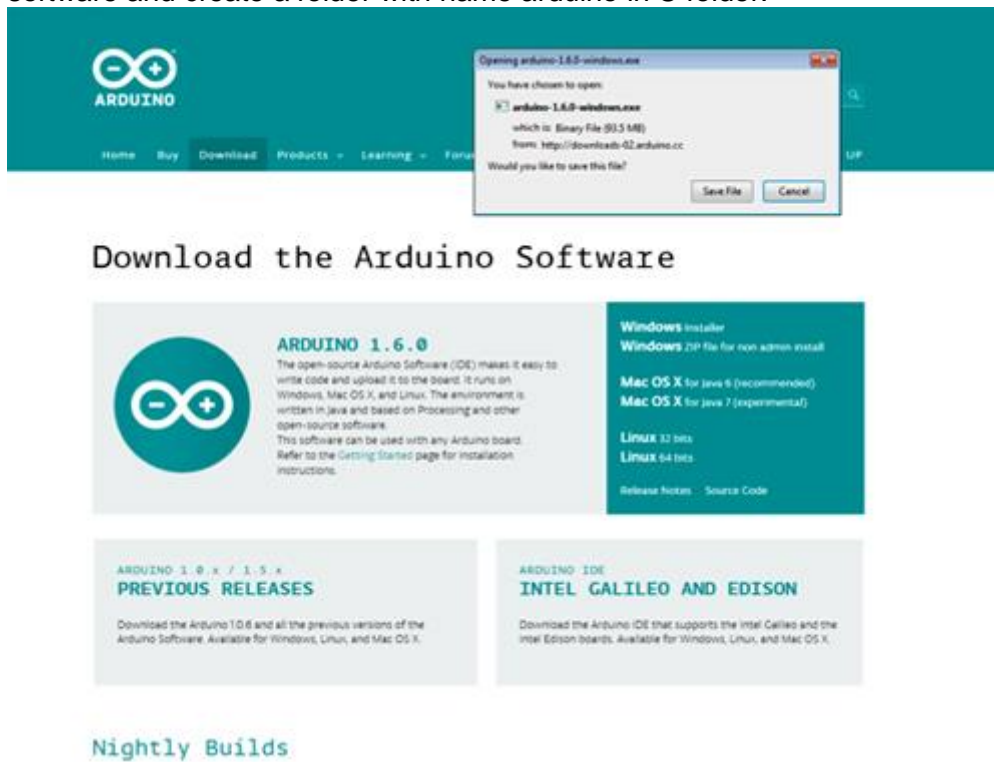 software and create a folder with name arduino in C folder.
ARDUINO
Home Buy Download Products Learning Foru
UP
Opening arduino-1.6.0-windows.exe
You have chosen to open:
arduino-1.6.0-windows.exe
which is: Binary File (93.5 MB)
from: http://downloads-02.arduino.cc
Would you like to save this file?
Save File Cancel
Download the Arduino Software
ARDUINO 1.6.0
The open-source Arduino Software (IDE) makes it easy to
write code and upload it to the board. It runs on
Windows, Mac OS X, and Linux. The environment is
written in Java and based on Processing and other
open-source software.
This software can be used with any Arduino board.
Refer to the Getting Started page for installation
instructions.
Windows Installer
Windows ZIP file for non admin install
Mac OS X for Java 6 (recommended)
Mac OS X for Java 7 (experimental)
Linux 32 bits
Linux 64 bits
Release Notes Source Code
ARDUINO 1.0.x / 1.5.x
PREVIOUS RELEASES
Download the Arduino 1.0.6 and all the previous versions of the
Arduino Software. Available for Windows, Linux, and Mac OS X.
ARDUINO IDE
INTEL GALILEO AND EDISON
Download the Arduino IDE that supports the Intel Galileo and the
Intel Edison boards. Available for Windows, Linux, and Mac OS X.
Nightly Builds